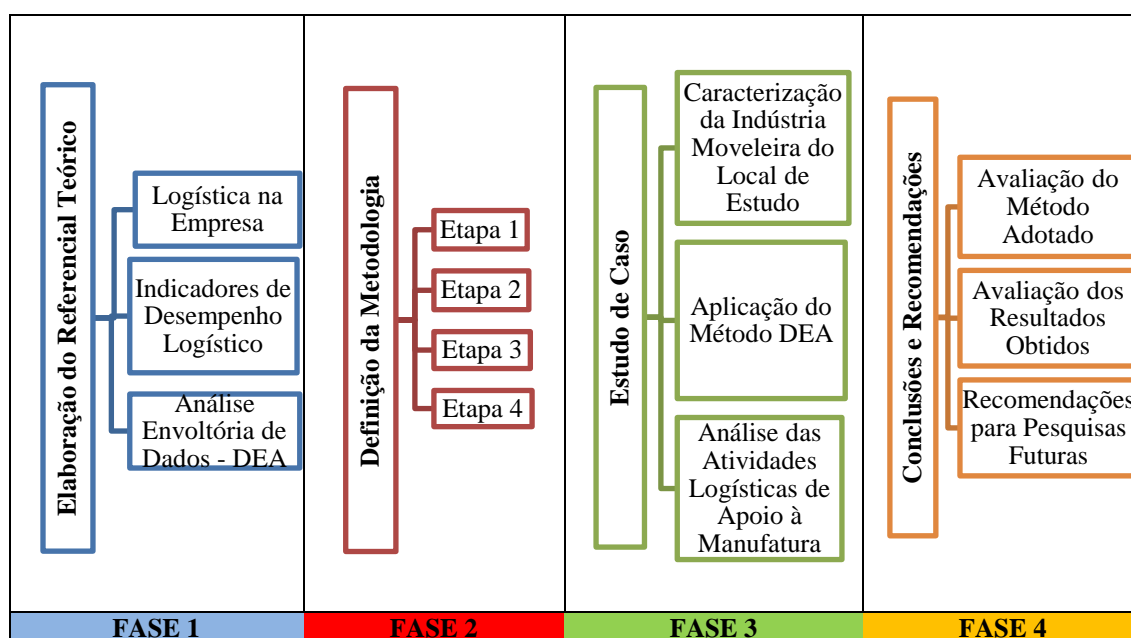 Elaboração do Referencial Teórico
Logística na
Empresa
Indicadores de
Desempenho
Logístico
Análise
Envoltória de
Dados - DEA
FASE 1
Definição da Metodologia
Etapa 1
Etapa 2
Etapa 3
Etapa 4
FASE 2
Estudo de Caso
Caracterização
da Indústria
Moveleira do
Local de
Estudo
Aplicação do
Método DEA
Análise das
Atividades
Logísticas de
Apoio à
Manufatura
FASE 3
Conclusões e Recomendações
Avaliação do
Método
Adotado
Avaliação dos
Resultados
Obtidos
Recomendações
para Pesquisas
Futuras
FASE 4